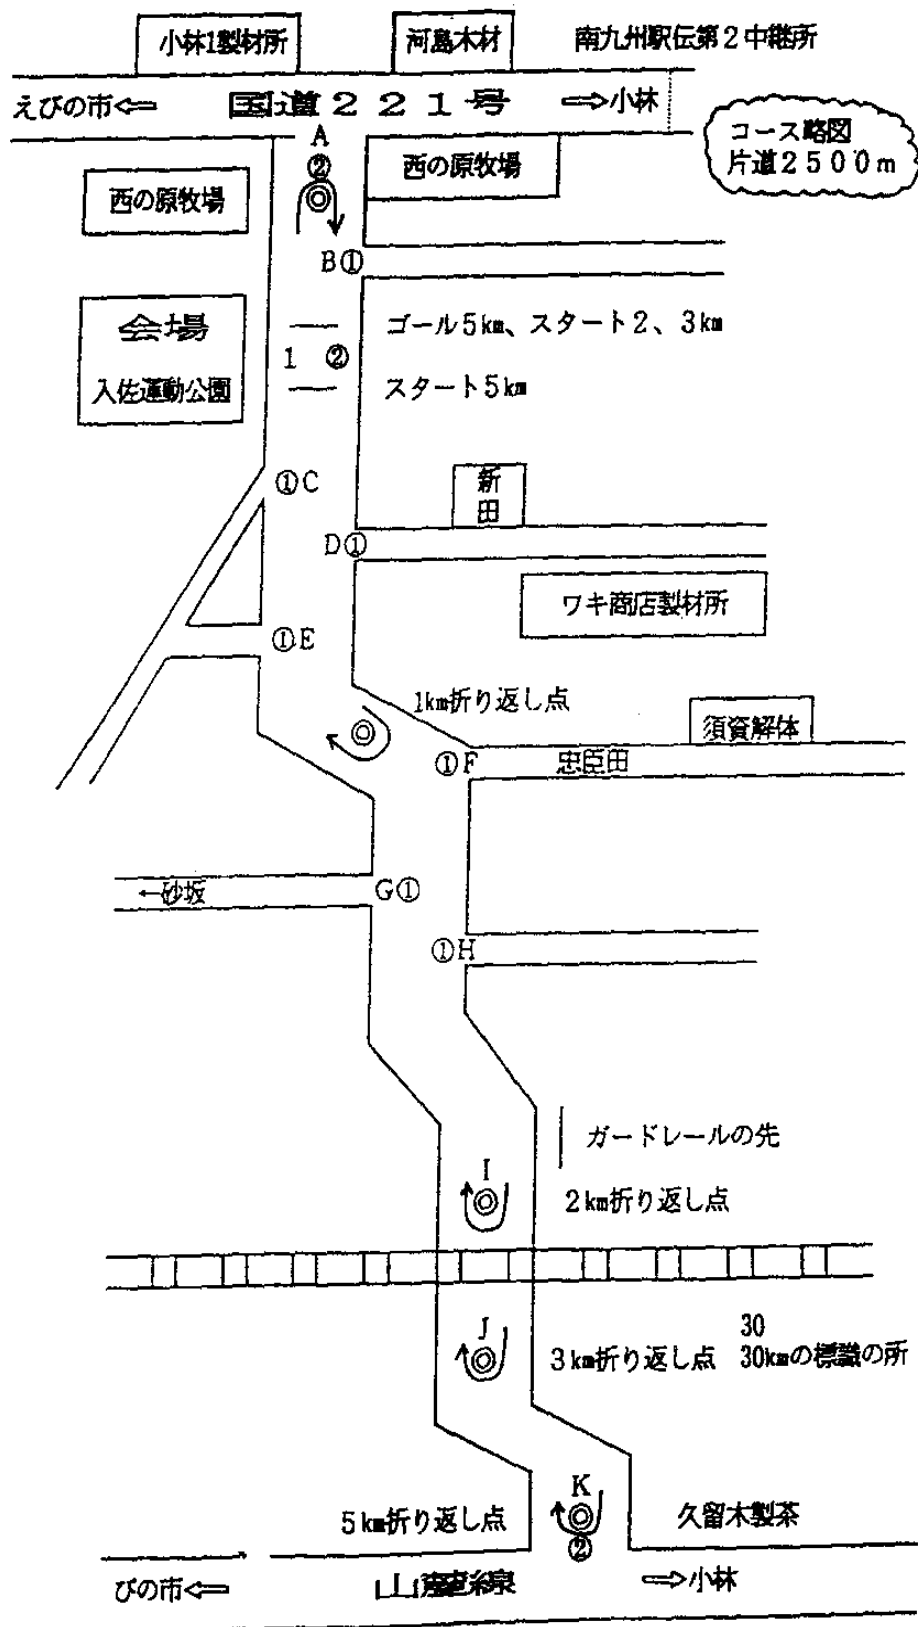 小林1製材所
河島木材
南九州駅伝第2中継所
えびの市⇦
国道221号
⇨小林
コース略図
片道2500m
A
②
西の原牧場
西の原牧場
B①
会場
入佐運動公園
1 ②
ゴール5㎞、スタート2、3㎞
スタート5㎞
①C
新田
D①
ワキ商店製材所
①E
1㎞折り返し点
須資解体
①F
忠臣田
←砂坂
G①
①H
ガードレールの先
I
2㎞折り返し点
J
3㎞折り返し点
30
30㎞の標識の所
K
②
5㎞折り返し点
久留木製茶
びの市⇦
⇨小林